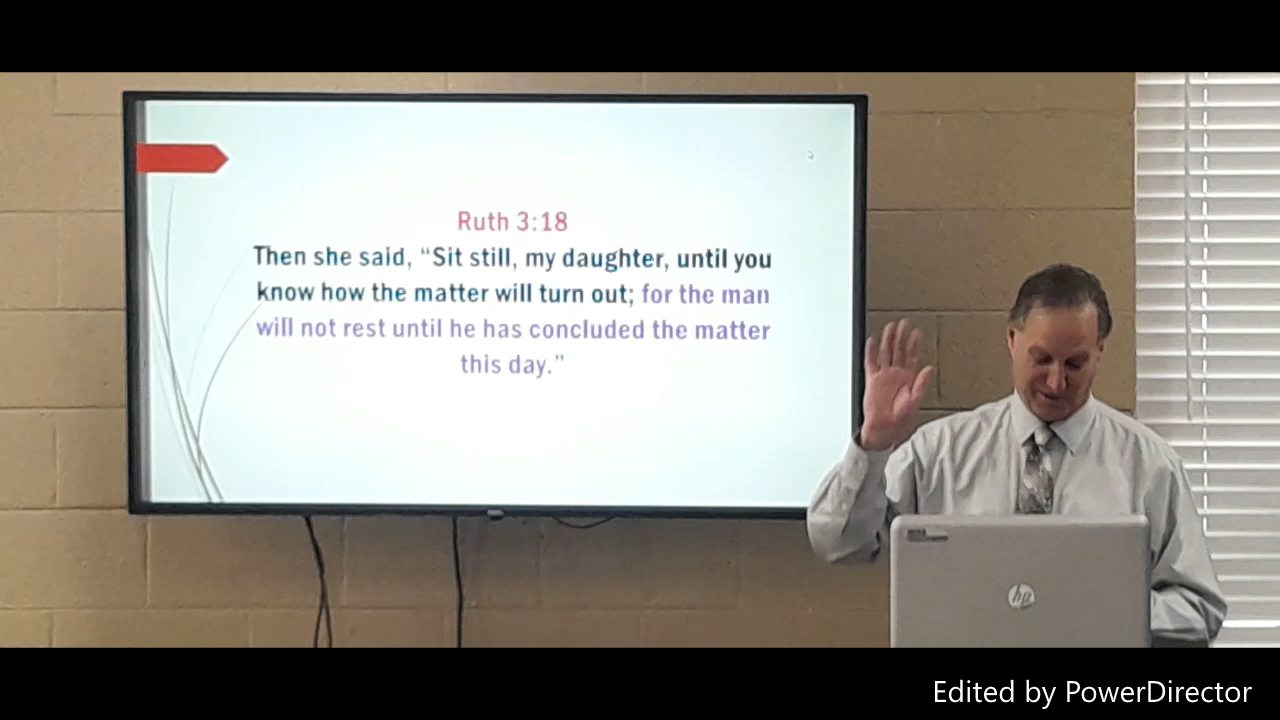 Ruth 3:18
Then she said, “Sit still, my daughter, until you
know how the matter will turn out; for the man
will not rest until he has concluded the matter
this day.”
hp
Edited by PowerDirector